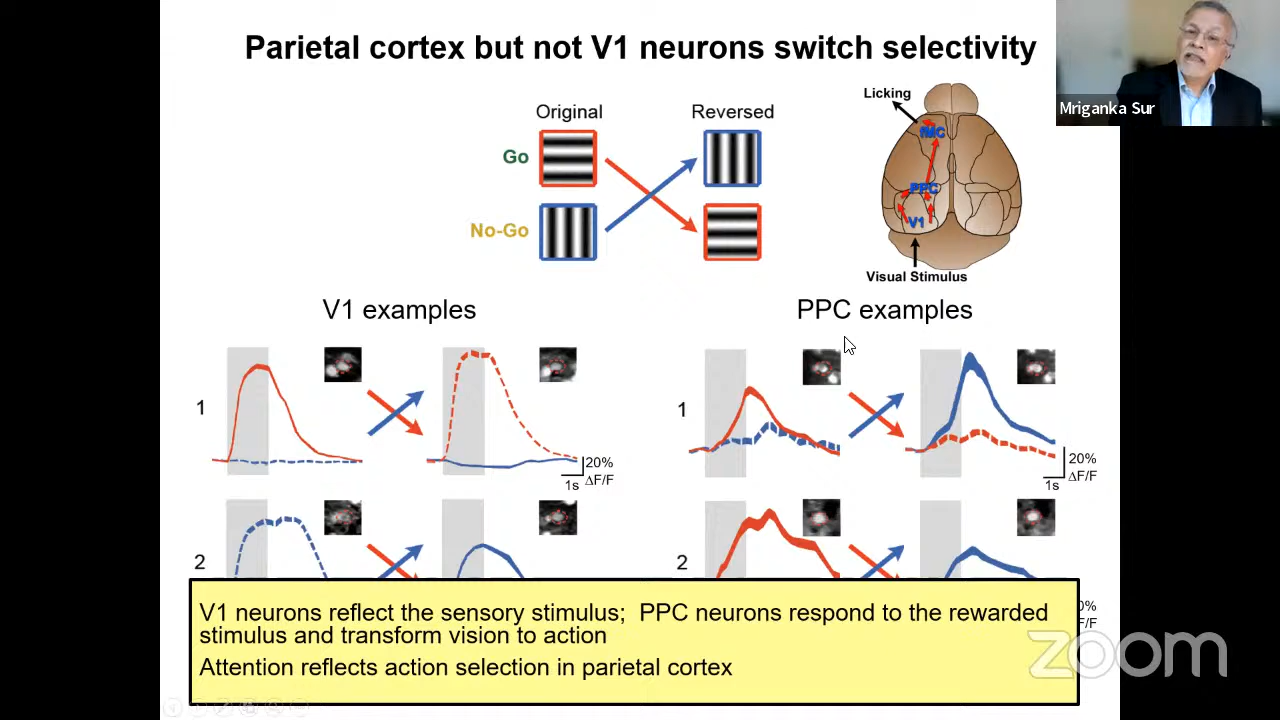 Parietal cortex but not V1 neurons switch selectivity
Mriganka Sur
Original
Reversed
Go
No-Go
Licking
fMC
PPC
V1
Visual Stimulus
V1 examples
PPC examples
1
20%
ΔF/F
1s
1
20%
ΔF/F
1s
2
2
V1 neurons reflect the sensory stimulus; PPC neurons respond to the rewarded
stimulus and transform vision to action
Attention reflects action selection in parietal cortex
zoom